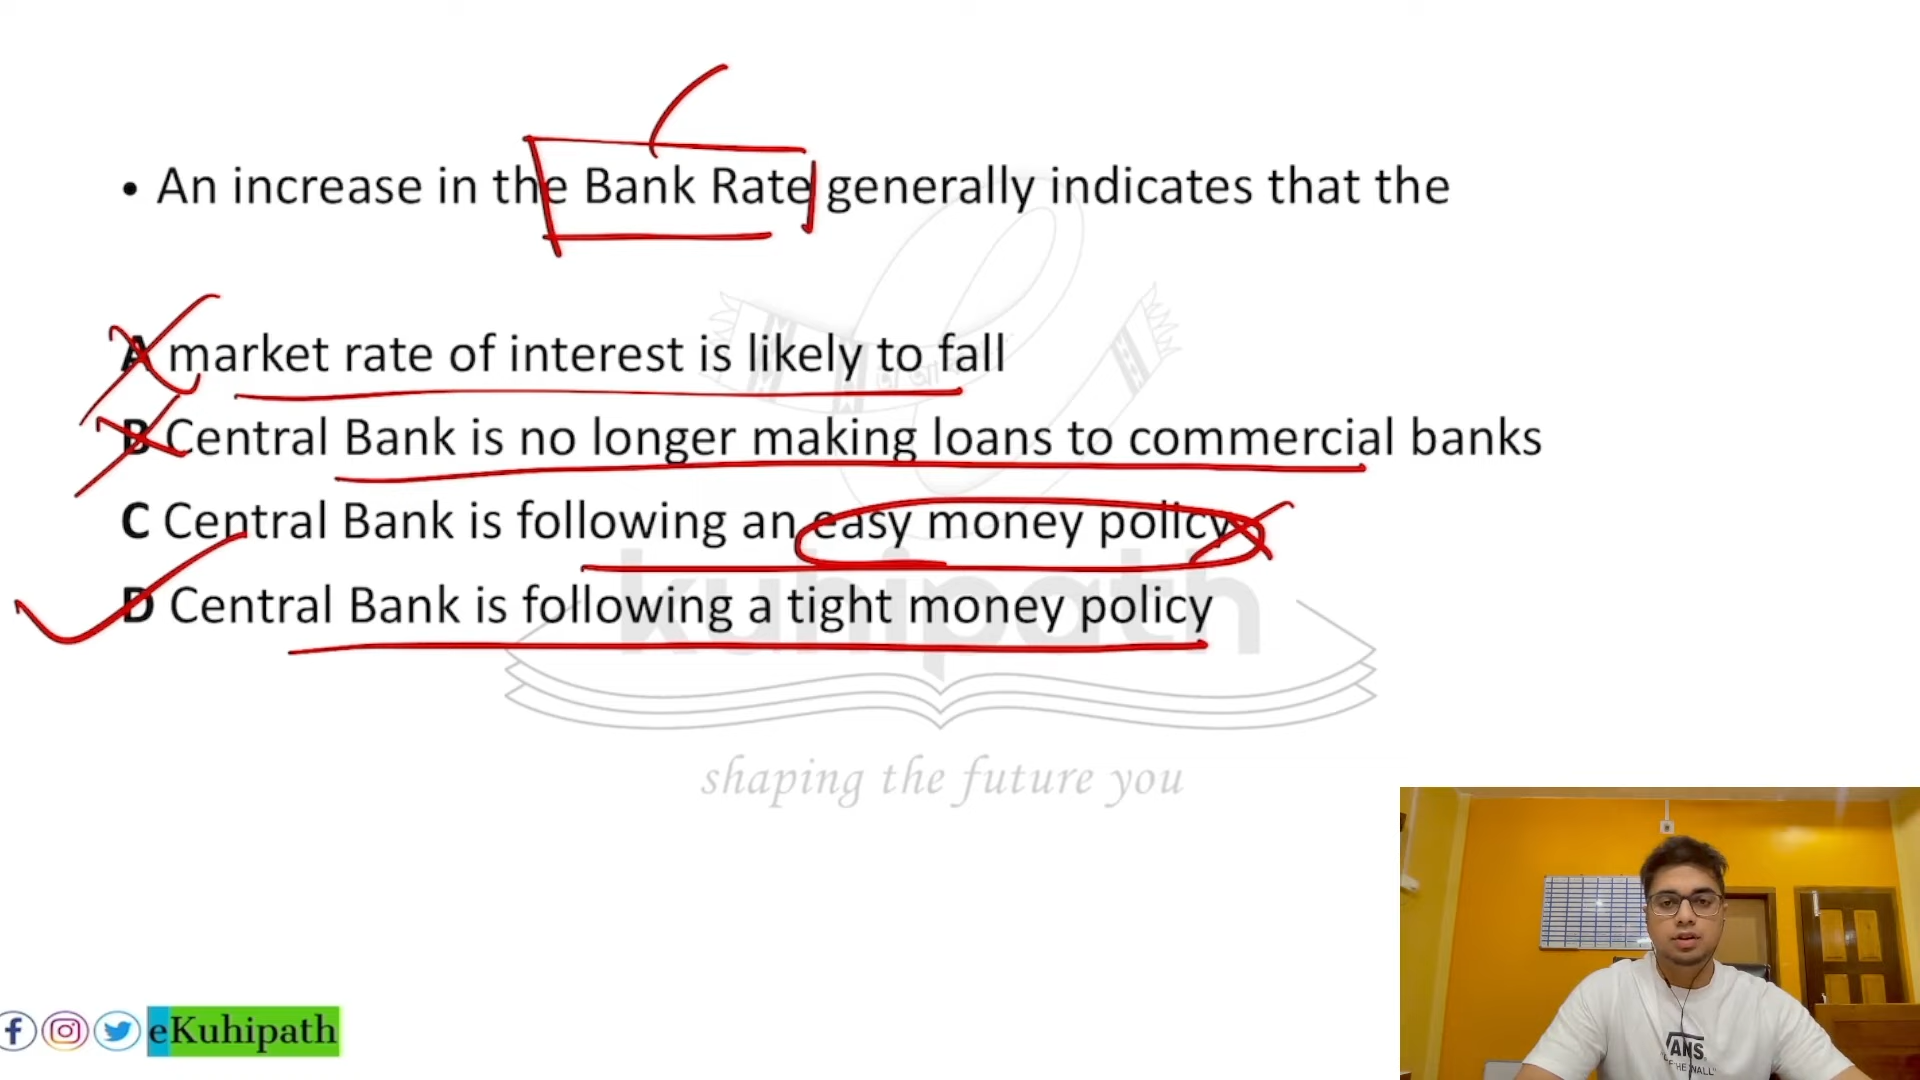 • An increase in the Bank Rate generally indicates that the
A market rate of interest is likely to fall
B Central Bank is no longer making loans to commercial banks
C Central Bank is following an easy money policy
D Central Bank is following a tight money policy
kuhipath
shaping the future you
eKuhipath
VANS